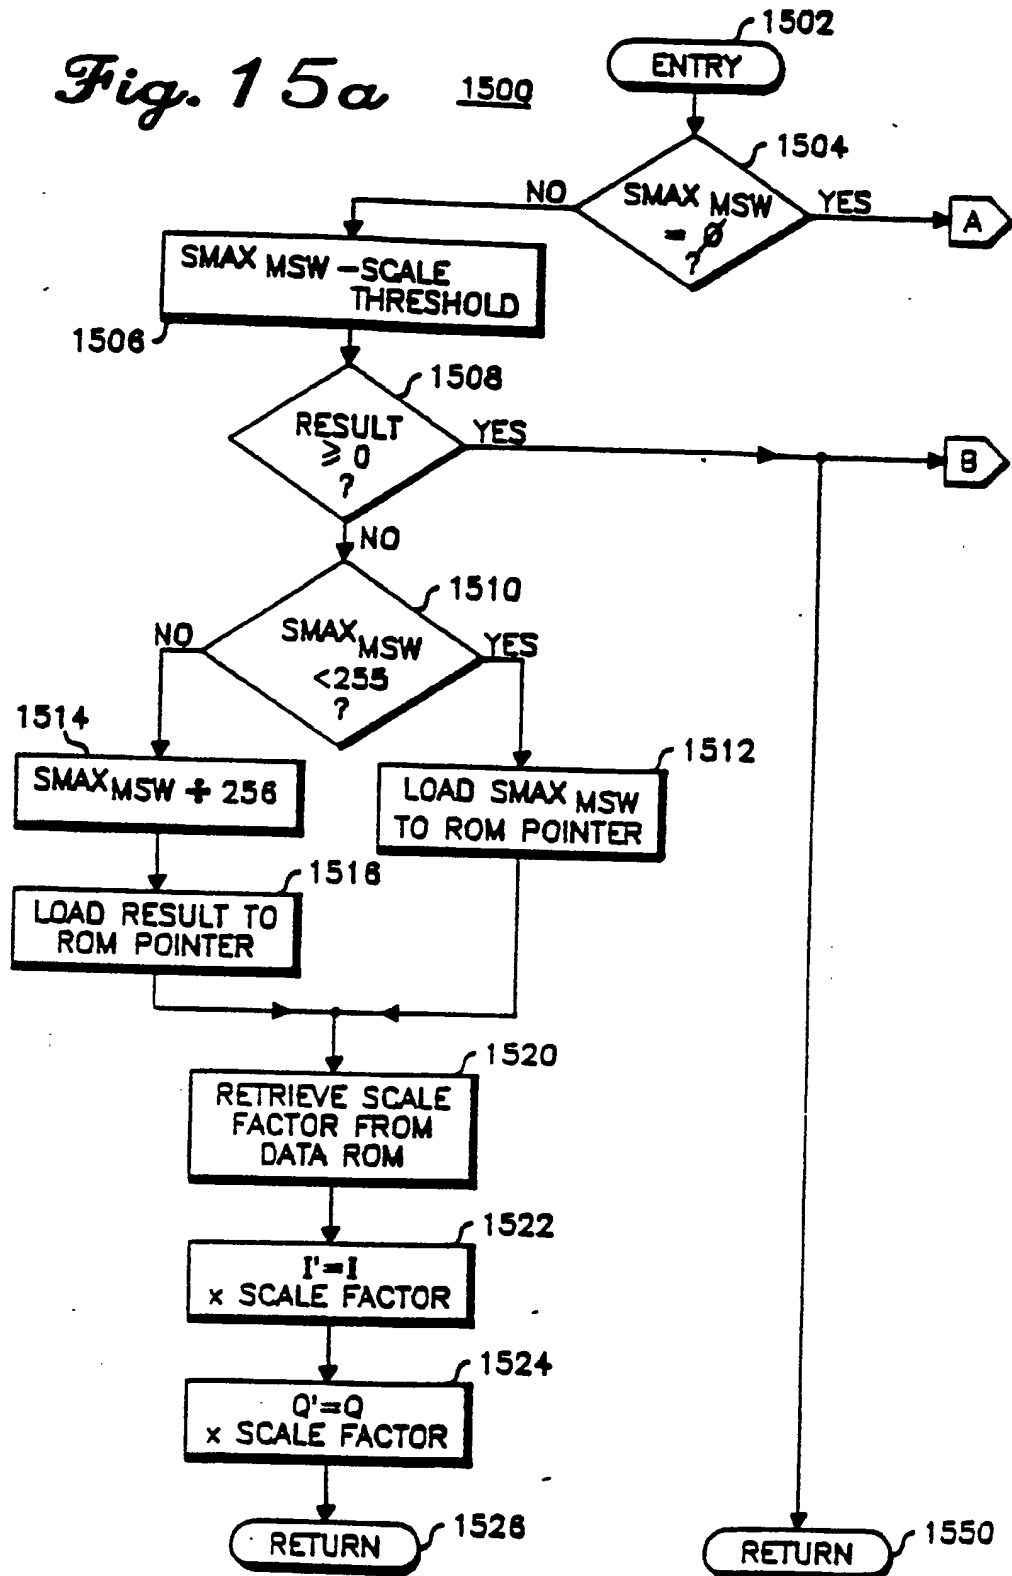 Fig. 15a
1500
1502
ENTRY
1504
SMAX MSW
= Ø
?
NO
YES
A
SMAX MSW -SCALE
THRESHOLD
1506
1508
RESULT
≥ 0
?
YES
B
NO
1510
SMAX MSW
<255
?
NO
YES
1514
SMAX MSW ÷ 256
1512
LOAD SMAX MSW
TO ROM POINTER
1516
LOAD RESULT TO
ROM POINTER
1520
RETRIEVE SCALE
FACTOR FROM
DATA ROM
1522
I'=I
× SCALE FACTOR
1524
Q'=Q
× SCALE FACTOR
RETURN
1526
RETURN
1550